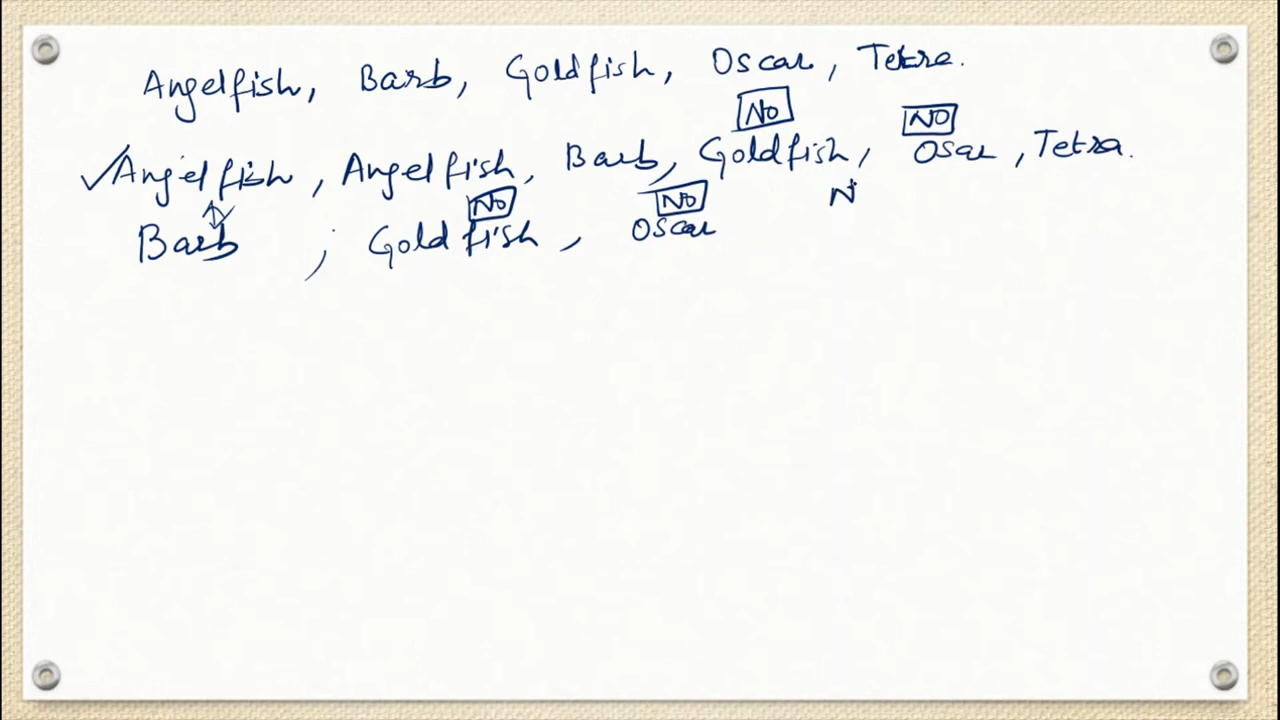 Angelfish, Barb, Goldfish, Oscar, Tetra.
NO NO
Angelfish, Angelfish, Barb, Goldfish, Oscar, Tetra.
NO NO N
Barb, Goldfish, Oscar